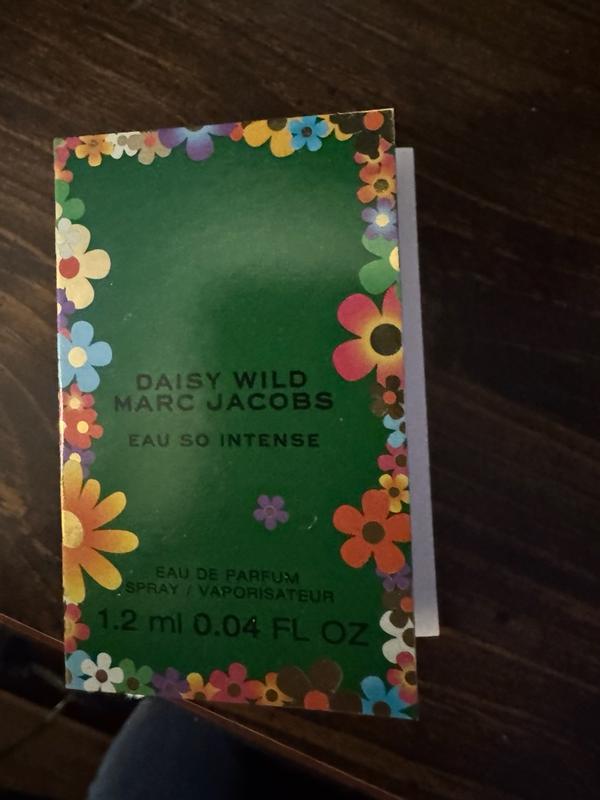 DAISY WILD
MARC JACOBS
EAU SO INTENSE
EAU DE PARFUM
SPRAY / VAPORISATEUR
1.2 ml 0.04 FL OZ